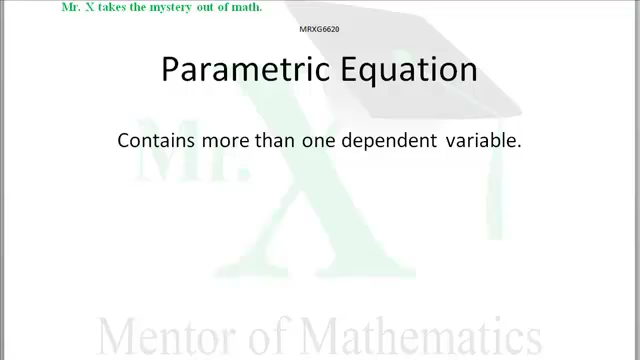 Mr. X takes the mystery out of math.
MRXG6620
Parametric Equation
Contains more than one dependent variable.
Mr. X
Mentor of Mathematics